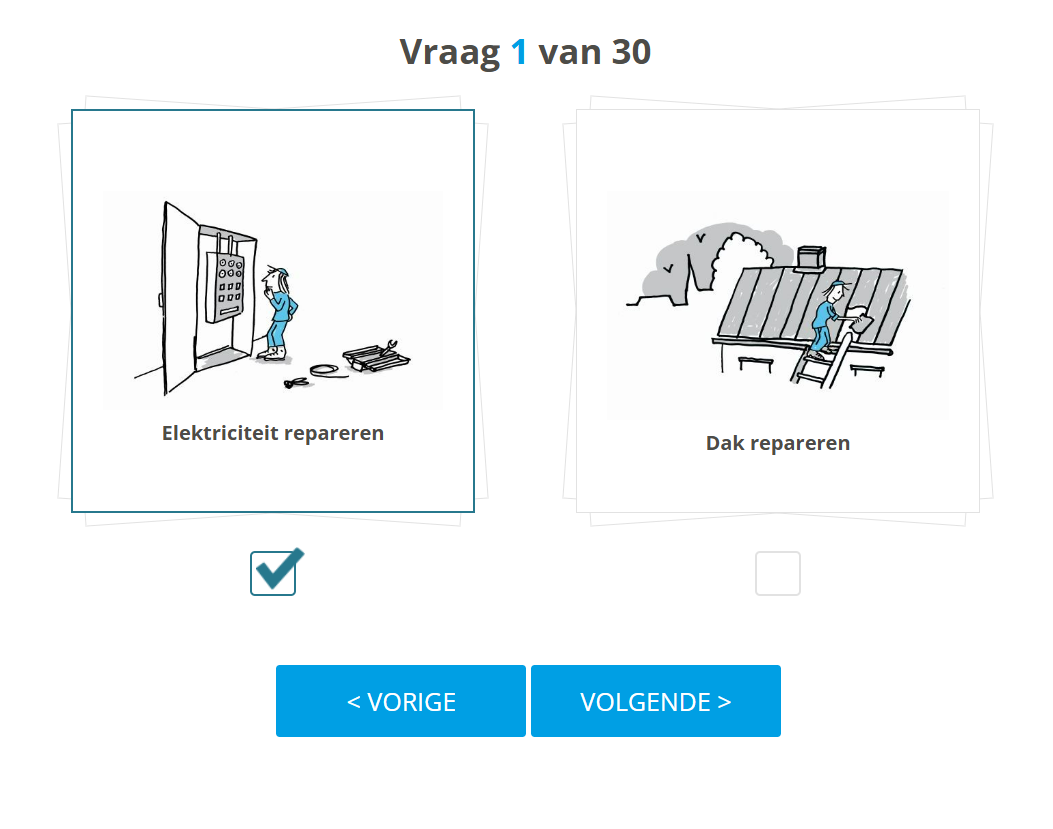 Vraag 1 van 30
Elektriciteit repareren
Dak repareren
< VORIGE
VOLGENDE >